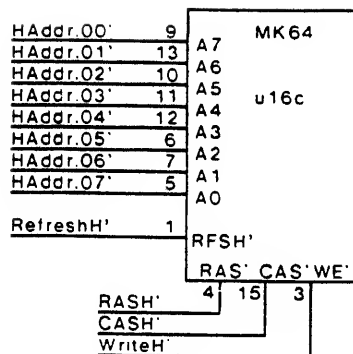 MK64
HAddr.00' 9 A7
HAddr.01' 13 A6
HAddr.02' 10 A5
HAddr.03' 11 A4
HAddr.04' 12 A3
HAddr.05' 6 A2
HAddr.06' 7 A1
HAddr.07' 5 A0
u16c
RefreshH' 1 RFSH'
RAS' CAS' WE'
4 15 3
RASH'
CASH'
WriteH'